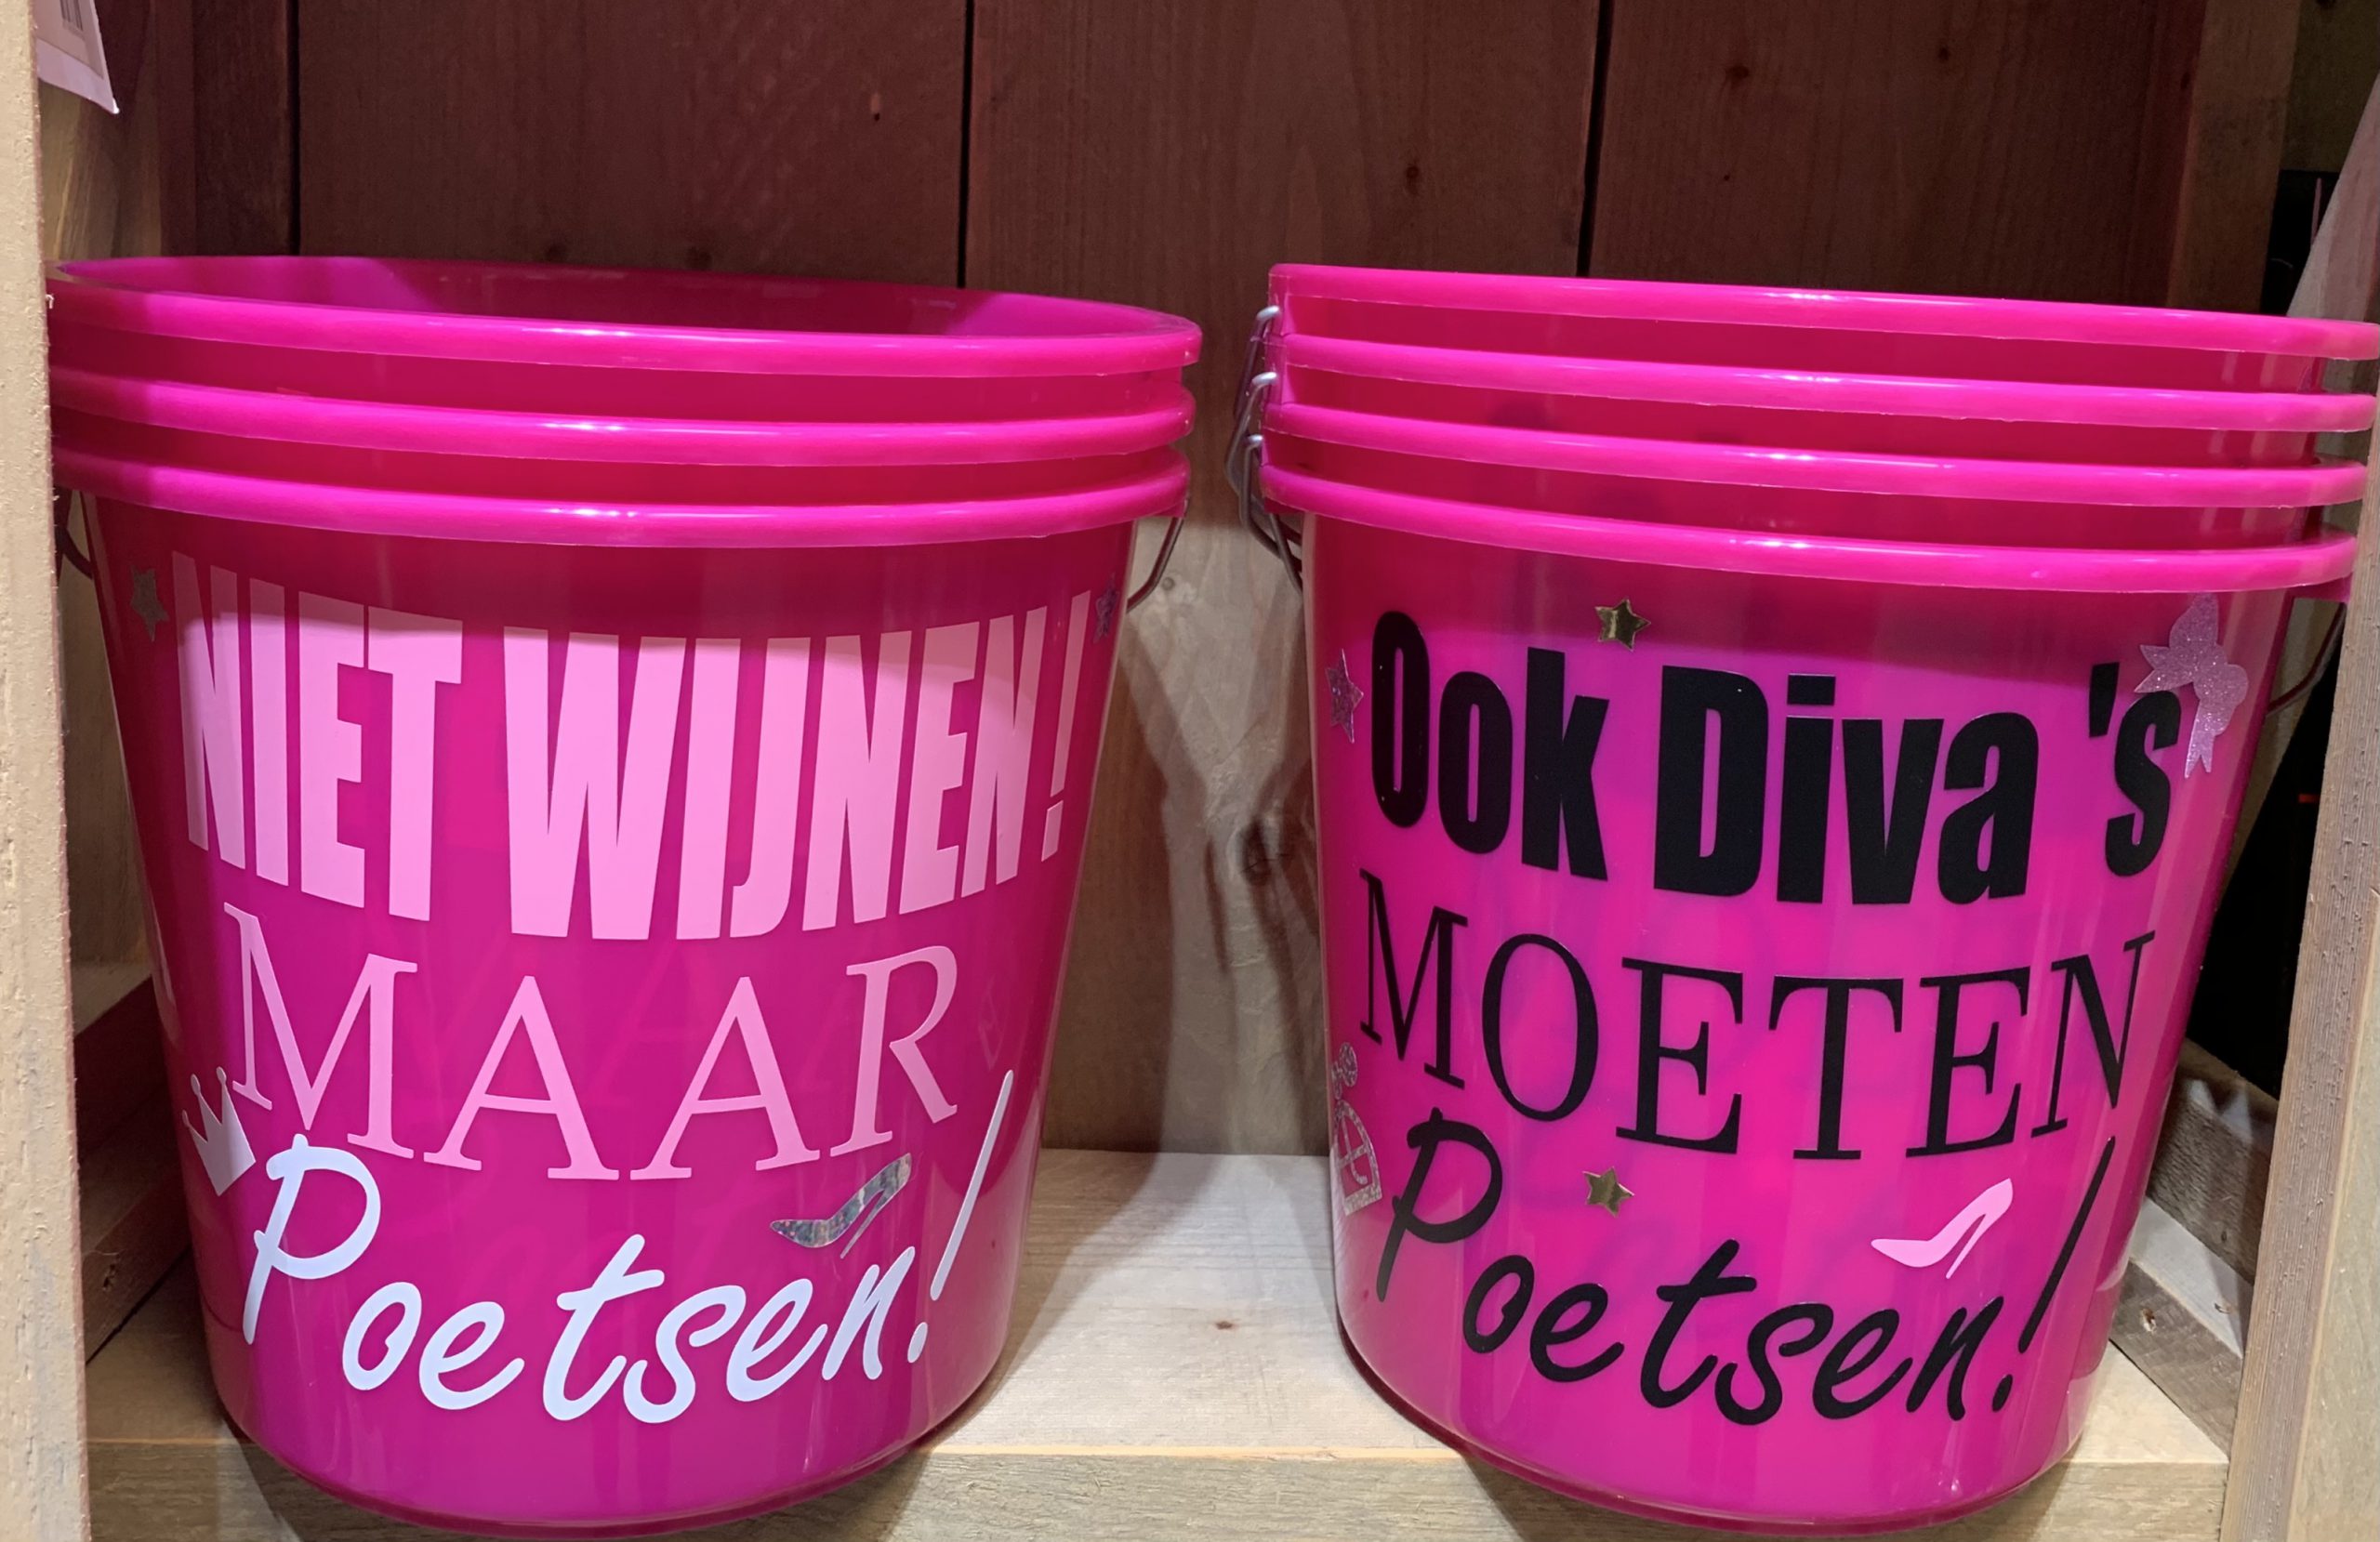 NIET WIJNEN!
MAAR
Poetsen!
Ook Diva 's
MOETEN
Poetsen!